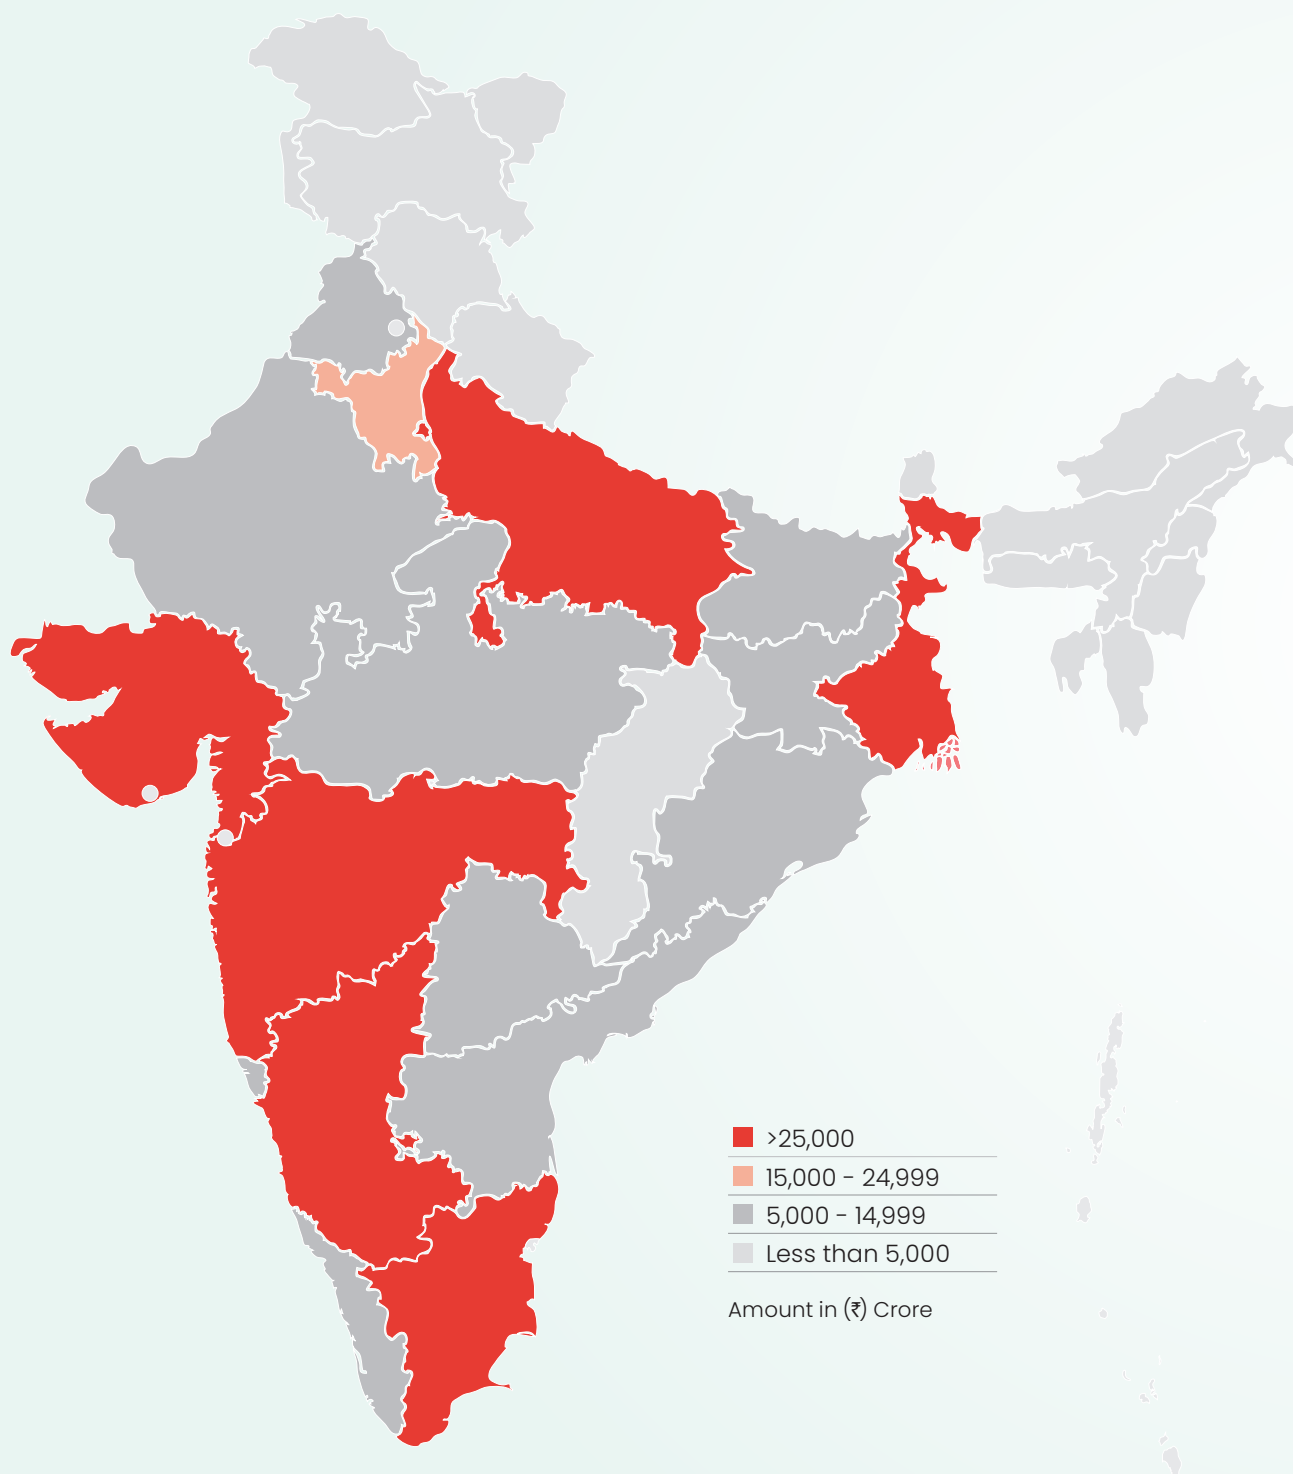 >25,000
15,000 - 24,999
5,000 - 14,999
Less than 5,000
Amount in (₹) Crore